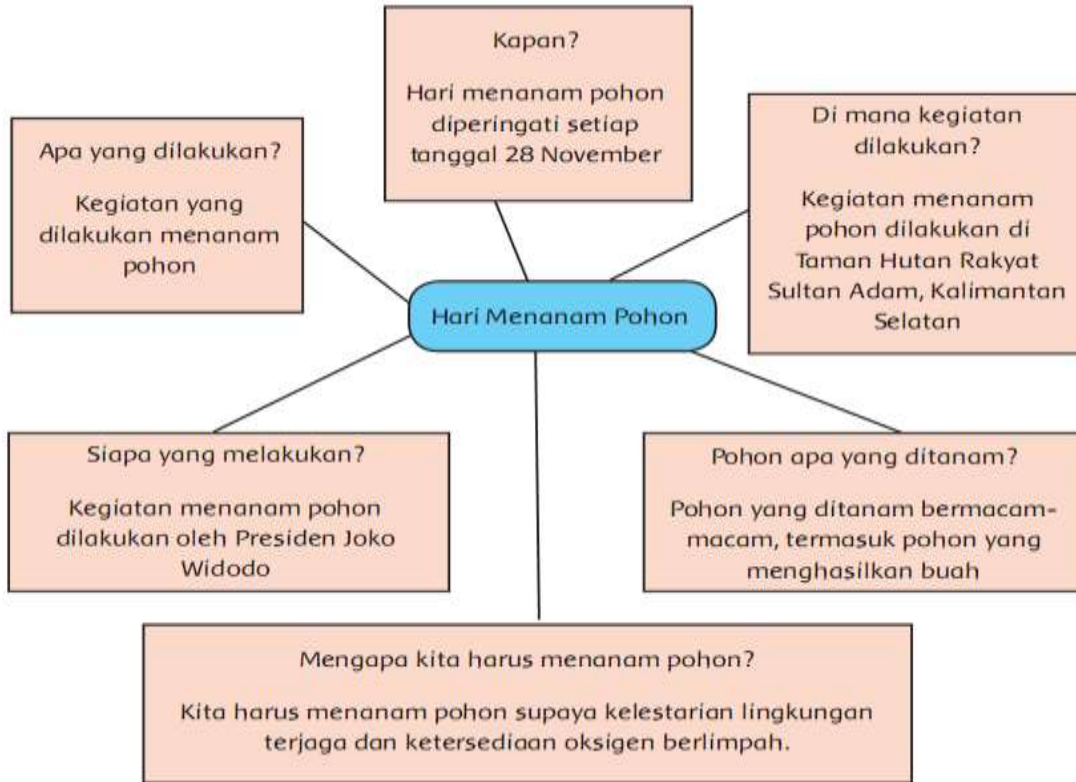 Kapan?
Hari menanam pohon
diperingati setiap
tanggal 28 November
Apa yang dilakukan?
Kegiatan yang
dilakukan menanam
pohon
Di mana kegiatan
dilakukan?
Kegiatan menanam
pohon dilakukan di
Taman Hutan Rakyat
Sultan Adam, Kalimantan
Selatan
Hari Menanam Pohon
Siapa yang melakukan?
Kegiatan menanam pohon
dilakukan oleh Presiden Joko
Widodo
Pohon apa yang ditanam?
Pohon yang ditanam bermacam-
macam, termasuk pohon yang
menghasilkan buah
Mengapa kita harus menanam pohon?
Kita harus menanam pohon supaya kelestarian lingkungan
terjaga dan ketersediaan oksigen berlimpah.